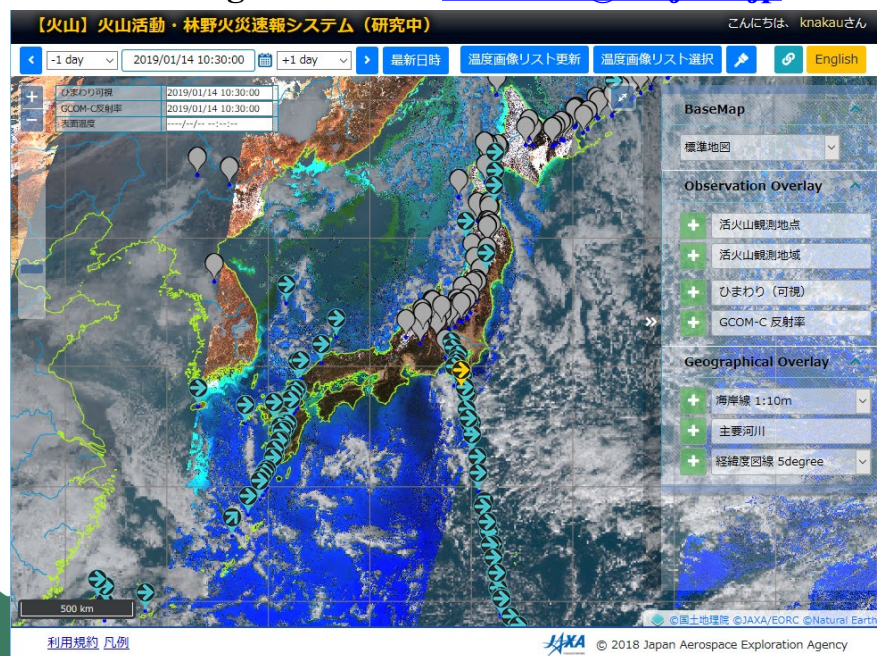 【火山】火山活動・林野火災速報システム（研究中）
こんにちは、 knakauさん
-1 day
2019/01/14 10:30:00
+1 day
最新日時
温度画像リスト更新
温度画像リスト選択
English
ひまわり可視 2019/01/14 10:30:00
GCOM-C反射率 2019/01/14 10:30:00
表面温度 ----/--/-- --:--:--
BaseMap
標準地図
Observation Overlay
活火山観測地点
活火山観測地域
ひまわり（可視）
GCOM-C 反射率
Geographical Overlay
海岸線 1:10m
主要河川
経緯度図線 5degree
500 km
©国土地理院 ©JAXA/EORC ©Natural Earth
利用規約 凡例
JAXA © 2018 Japan Aerospace Exploration Agency